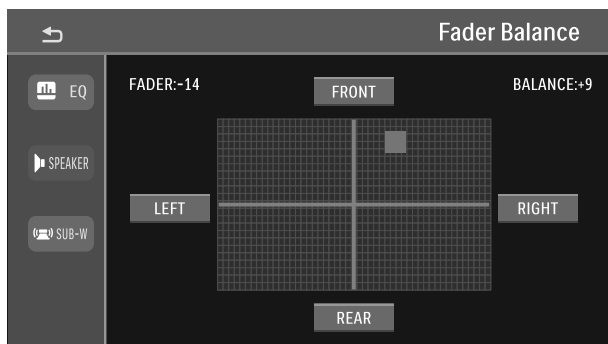 Fader Balance
EQ
SPEAKER
SUB-W
FADER:-14
FRONT
BALANCE:+9
LEFT
RIGHT
REAR